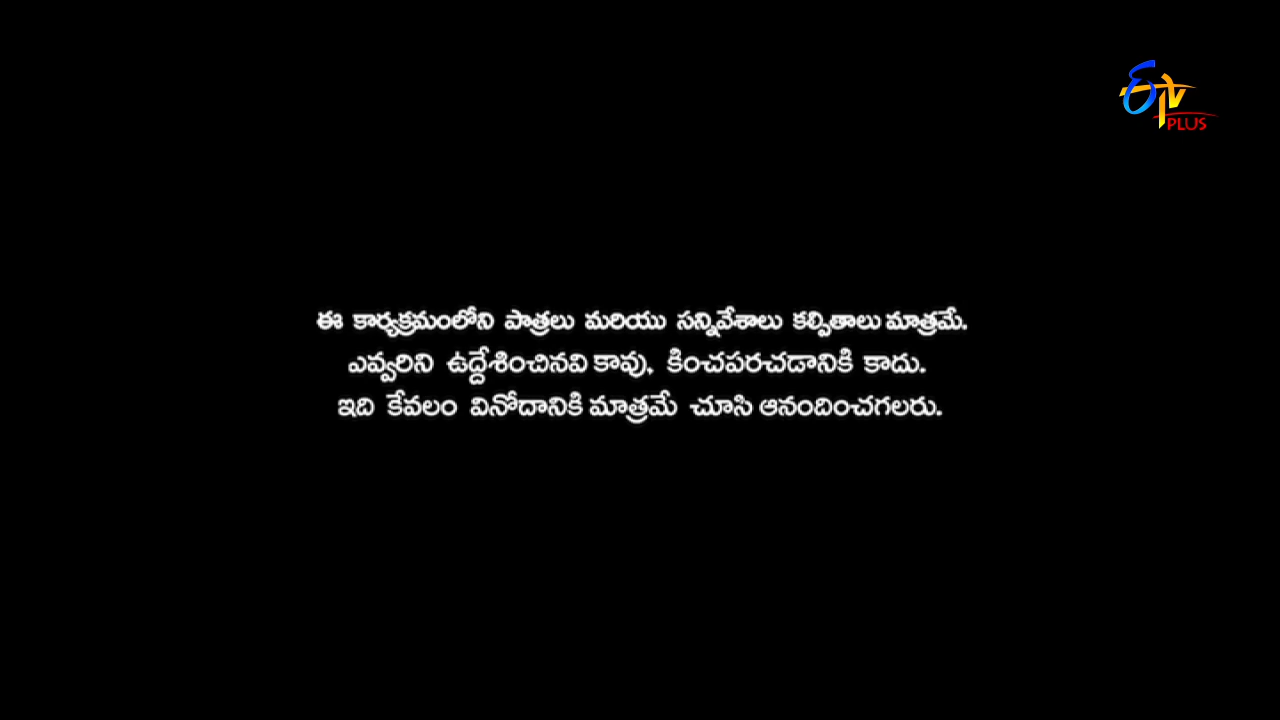 ETV
PLUS
ఈ కార్యక్రమంలోని పాత్రలు మరియు సన్నివేశాలు కల్పితాలు మాత్రమే.
ఎవ్వరిని ఉద్దేశించినవి కావు, కించపరచడానికి కాదు.
ఇది కేవలం వినోదానికి మాత్రమే చూసి ఆనందించగలరు.